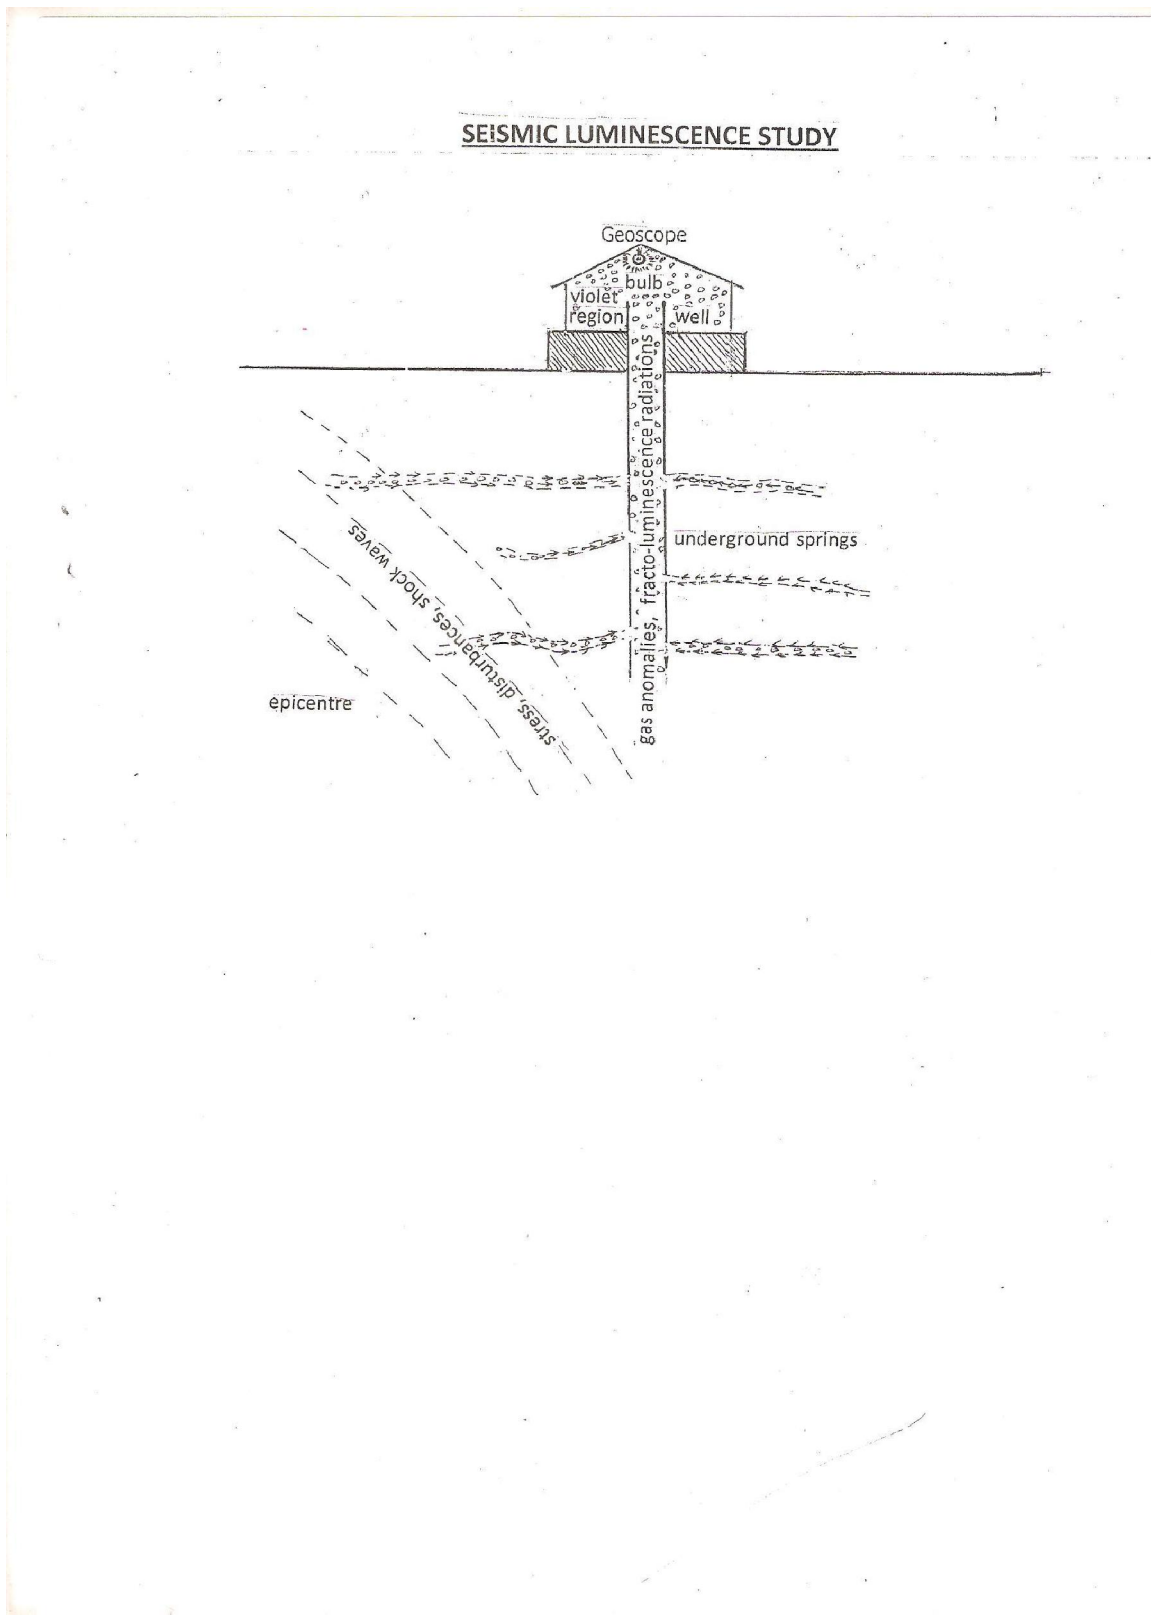 SEISMIC LUMINESCENCE STUDY
Geoscope
bulb
violet
region
well
gas anomalies, fracto-luminescence radiations
underground springs
stress, disturbances, shock waves
epicentre